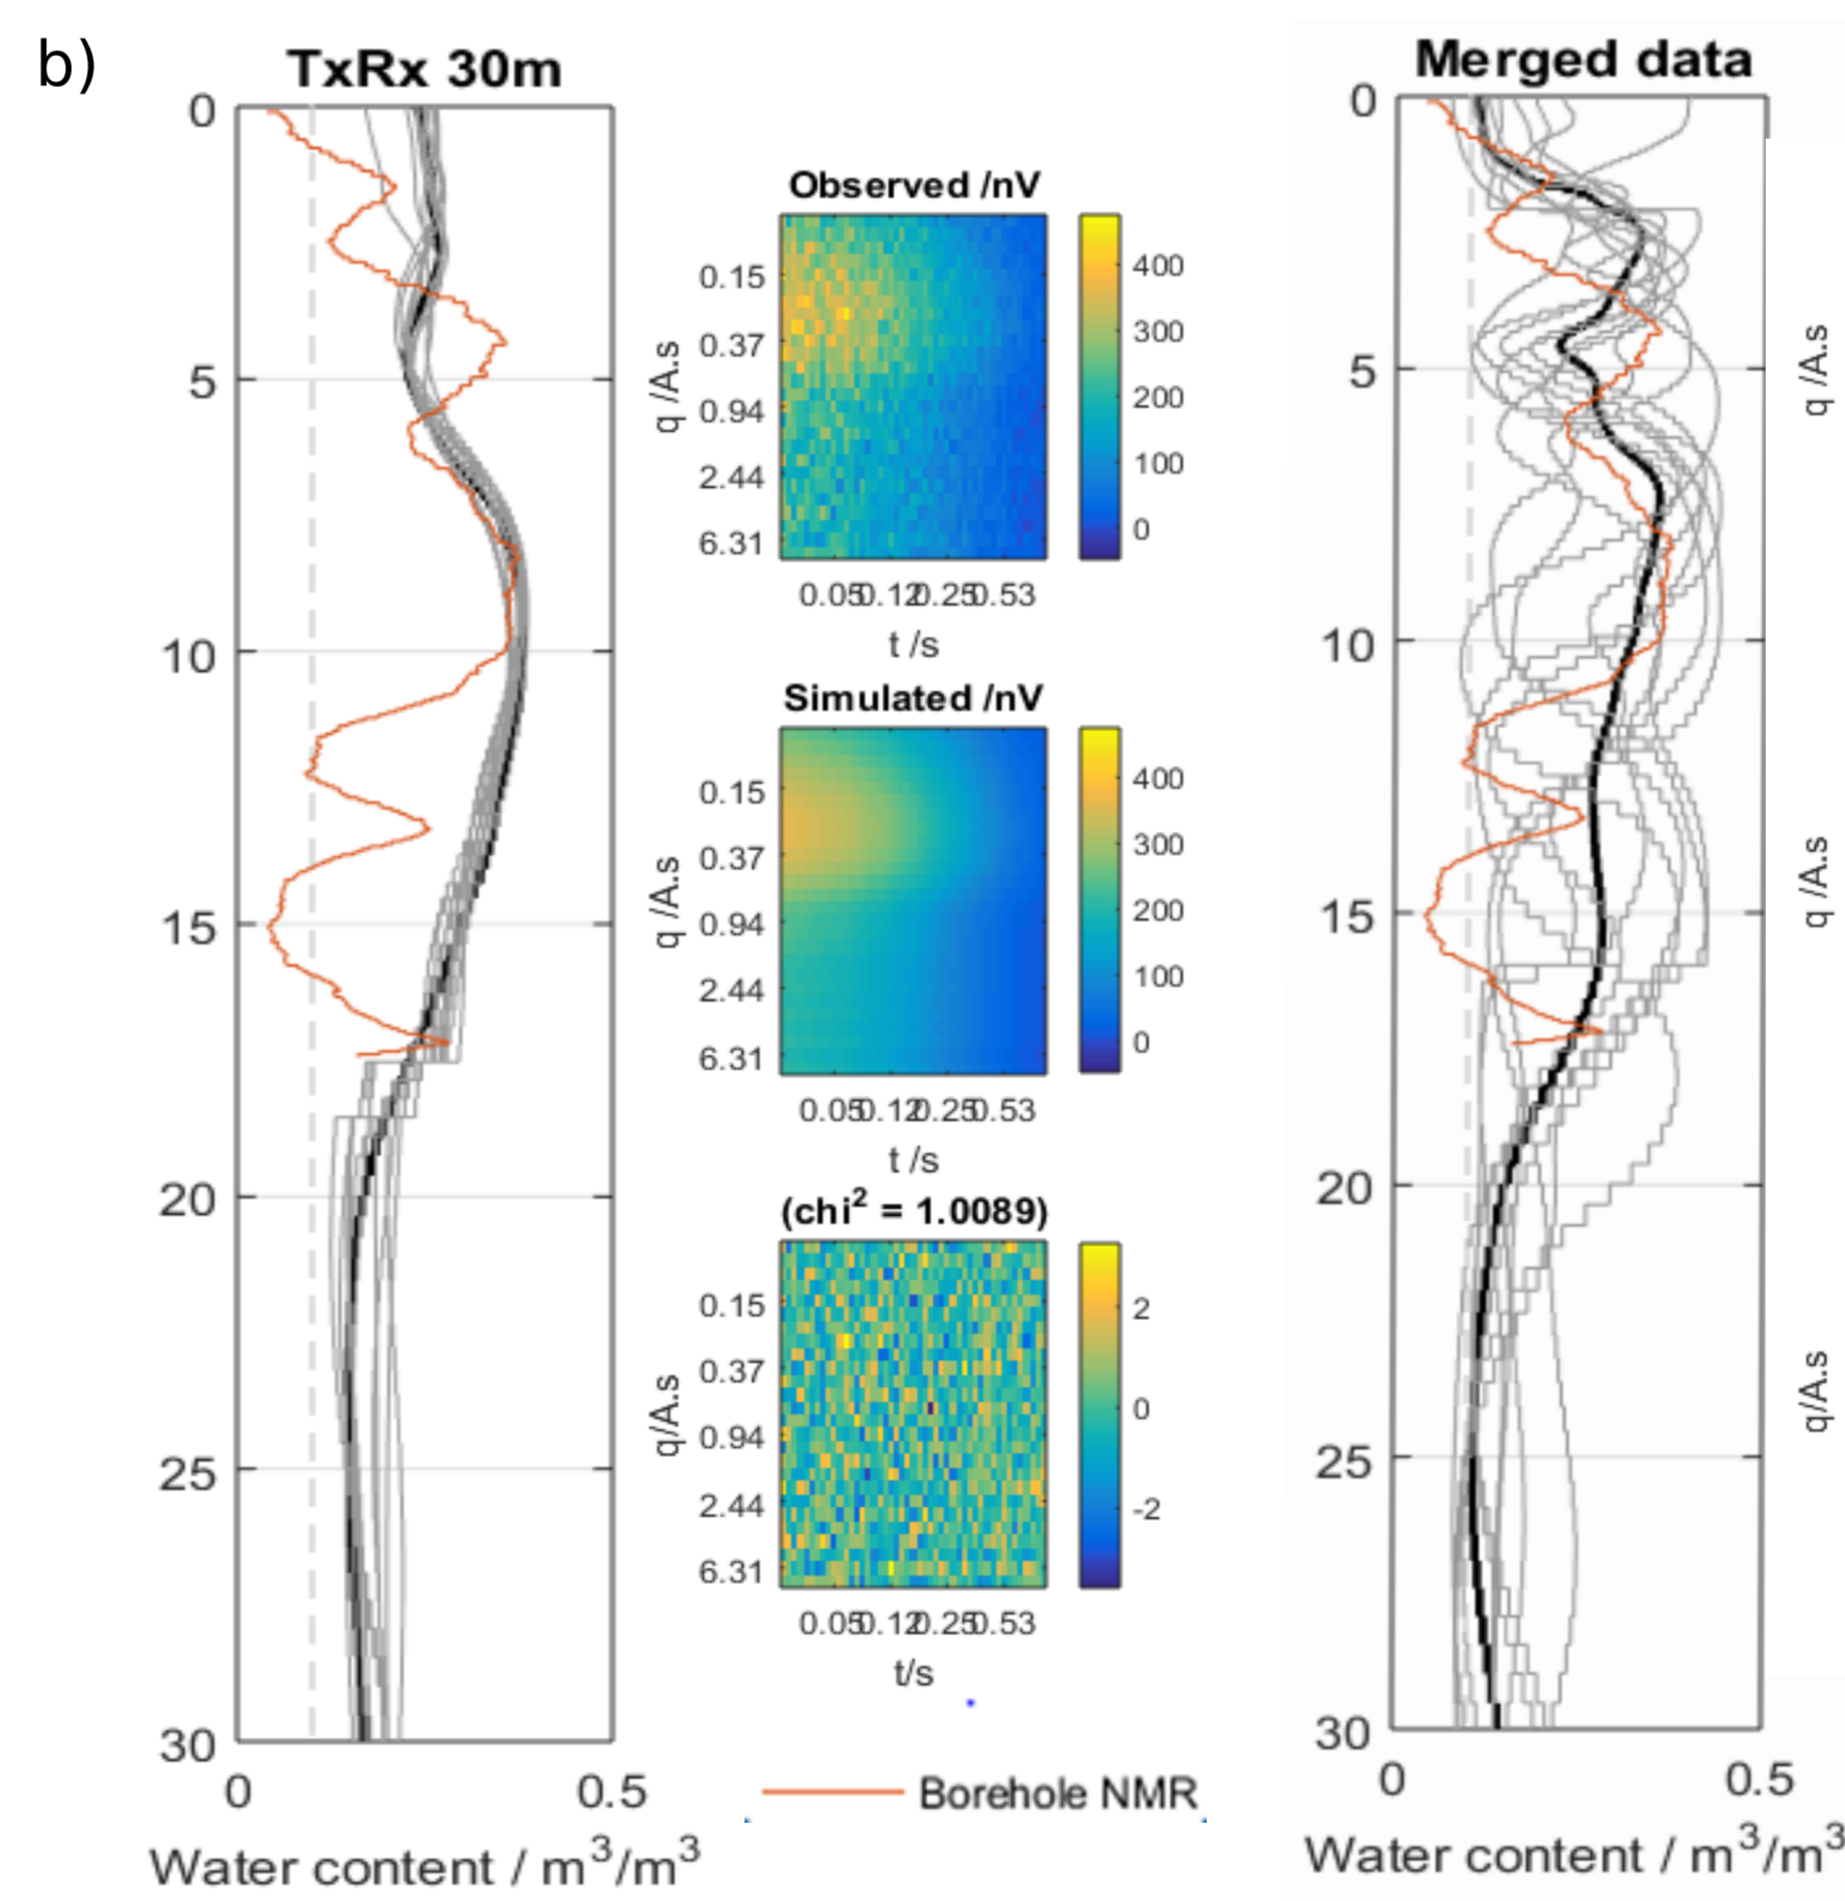 b)
TxRx 30m
0
5
10
15
20
25
30
0 0.5
Water content / m³/m³
Observed /nV
q /A.s
0.15
0.37
0.94
2.44
6.31
400
300
200
100
0
0.05 0.12 0.25 0.53
t /s
Simulated /nV
q /A.s
0.15
0.37
0.94
2.44
6.31
400
300
200
100
0
0.05 0.12 0.25 0.53
t /s
(chi² = 1.0089)
q/A.s
0.15
0.37
0.94
2.44
6.31
2
0
-2
0.05 0.12 0.25 0.53
t/s
Borehole NMR
Merged data
0
5
10
15
20
25
30
0 0.5
Water content / m³/m³
q /A.s
q /A.s
q/A.s